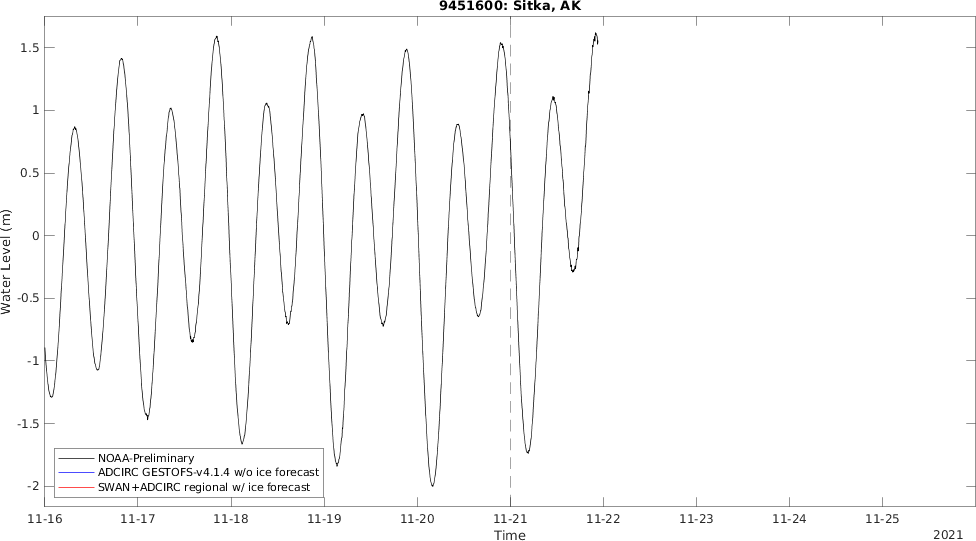 9451600: Sitka, AK
Water Level (m)
1.5
1
0.5
0
-0.5
-1
-1.5
-2
NOAA-Preliminary
ADCIRC GESTOFS-v4.1.4 w/o ice forecast
SWAN+ADCIRC regional w/ ice forecast
11-16 11-17 11-18 11-19 11-20 11-21 11-22 11-23 11-24 11-25
Time
2021